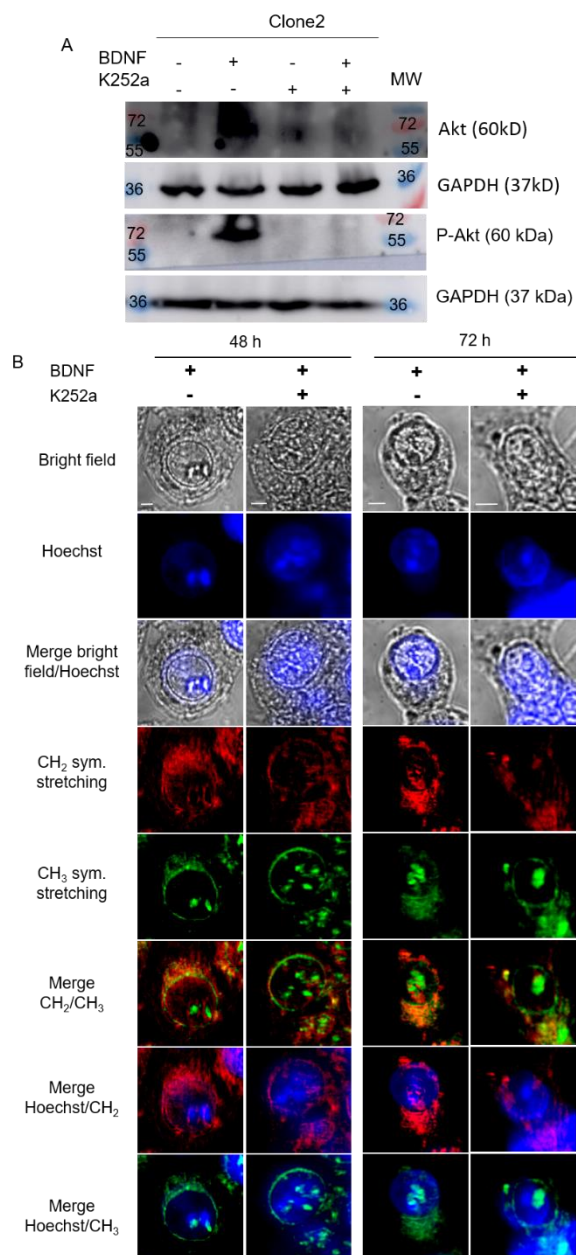 Clone2
A
BDNF - + - +
K252a - - + + MW
72 72 Akt (60kD)
55 55
36 36 GAPDH (37kD)
72 72 P-Akt (60 kDa)
55 55
36 36 GAPDH (37 kDa)
B 48 h 72 h
BDNF + + + +
K252a - + - +
Bright field
Hoechst
Merge bright
field/Hoechst
CH₂ sym.
stretching
CH₃ sym.
stretching
Merge
CH₂/CH₃
Merge
Hoechst/CH₂
Merge
Hoechst/CH₃